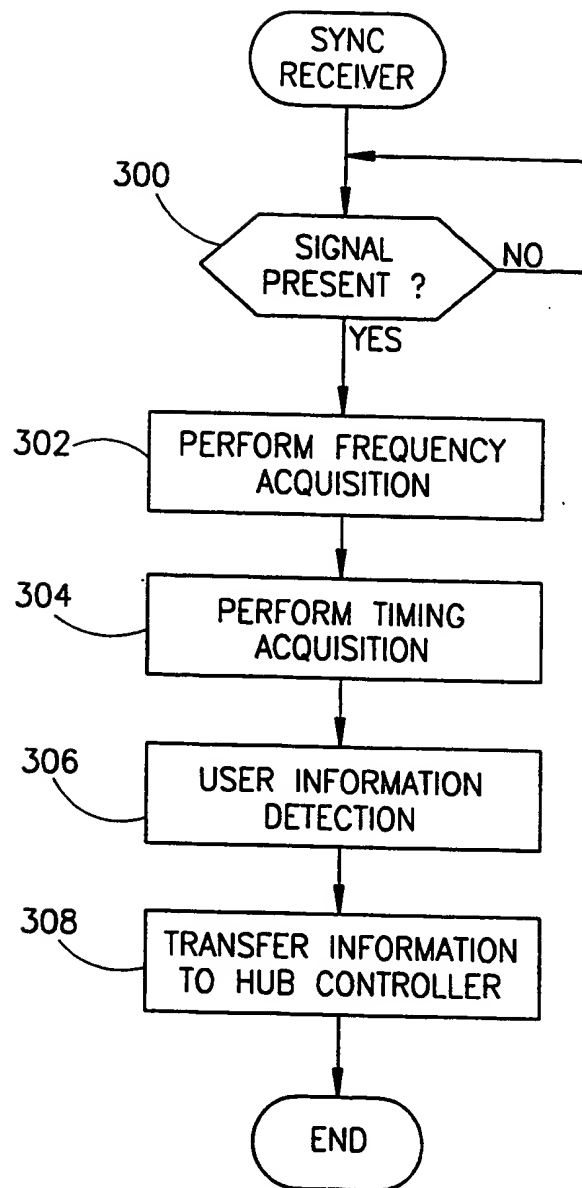 SYNC
RECEIVER
300
SIGNAL
PRESENT ?
NO
YES
302
PERFORM FREQUENCY
ACQUISITION
304
PERFORM TIMING
ACQUISITION
306
USER INFORMATION
DETECTION
308
TRANSFER INFORMATION
TO HUB CONTROLLER
END